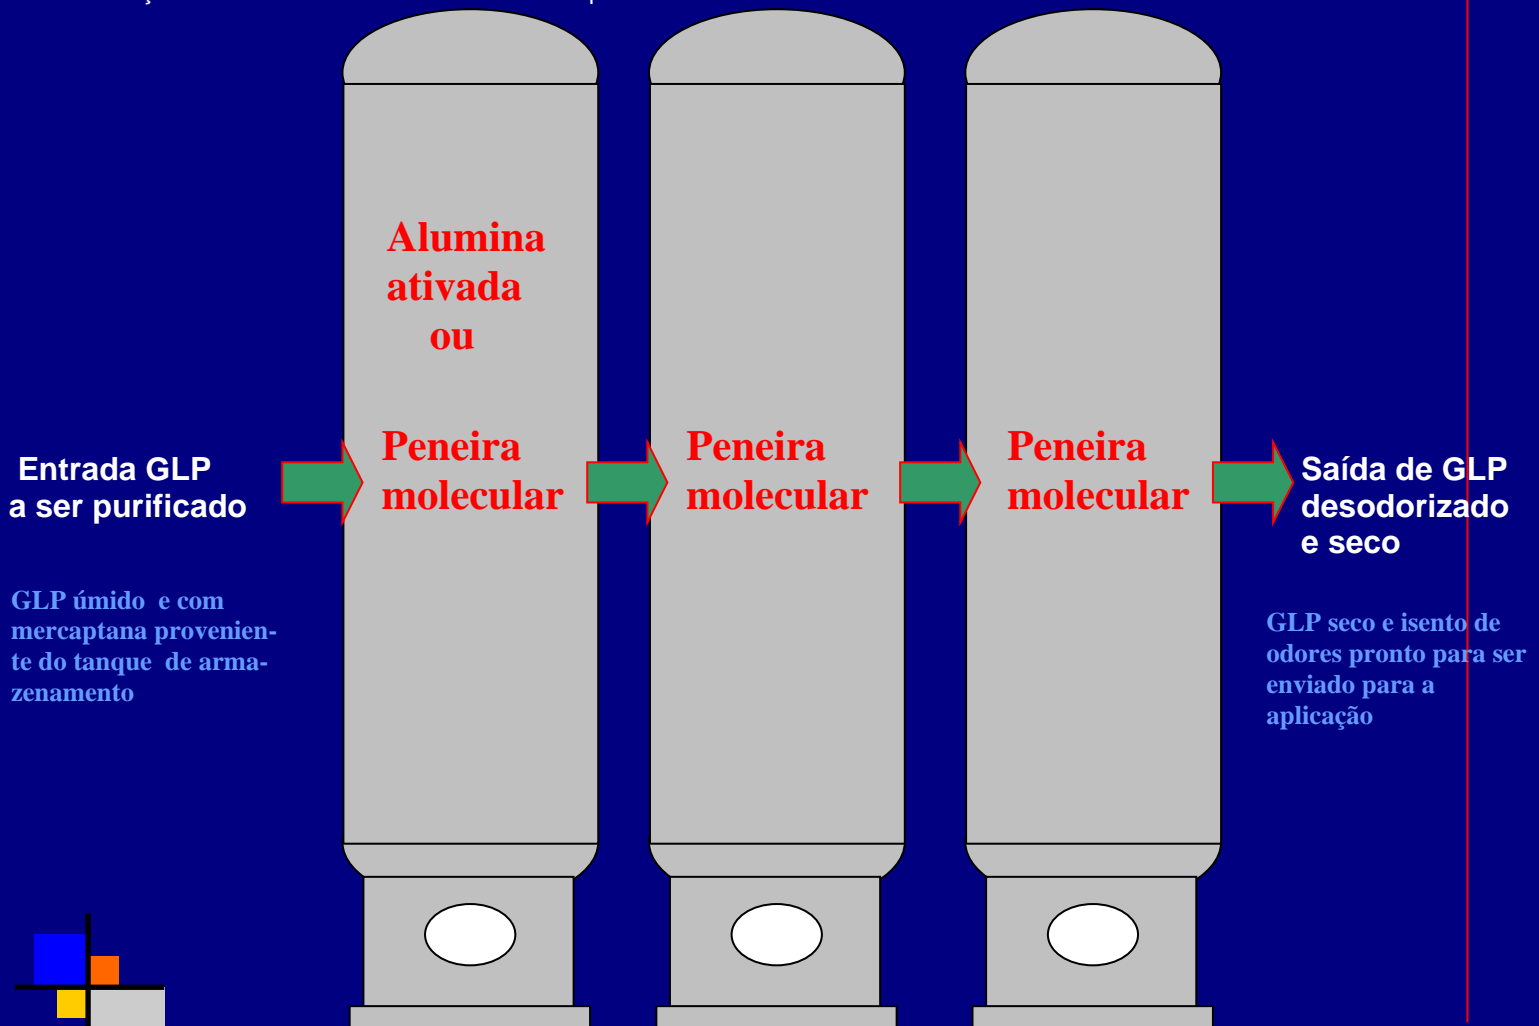 Alumina
ativada
ou
Peneira
molecular
Peneira
molecular
Peneira
molecular
Entrada GLP
a ser purificado
GLP úmido e com
mercaptana provenien-
te do tanque de arma-
zenamento
Saída de GLP
desodorizado
e seco
GLP seco e isento de
odores pronto para ser
enviado para a
aplicação